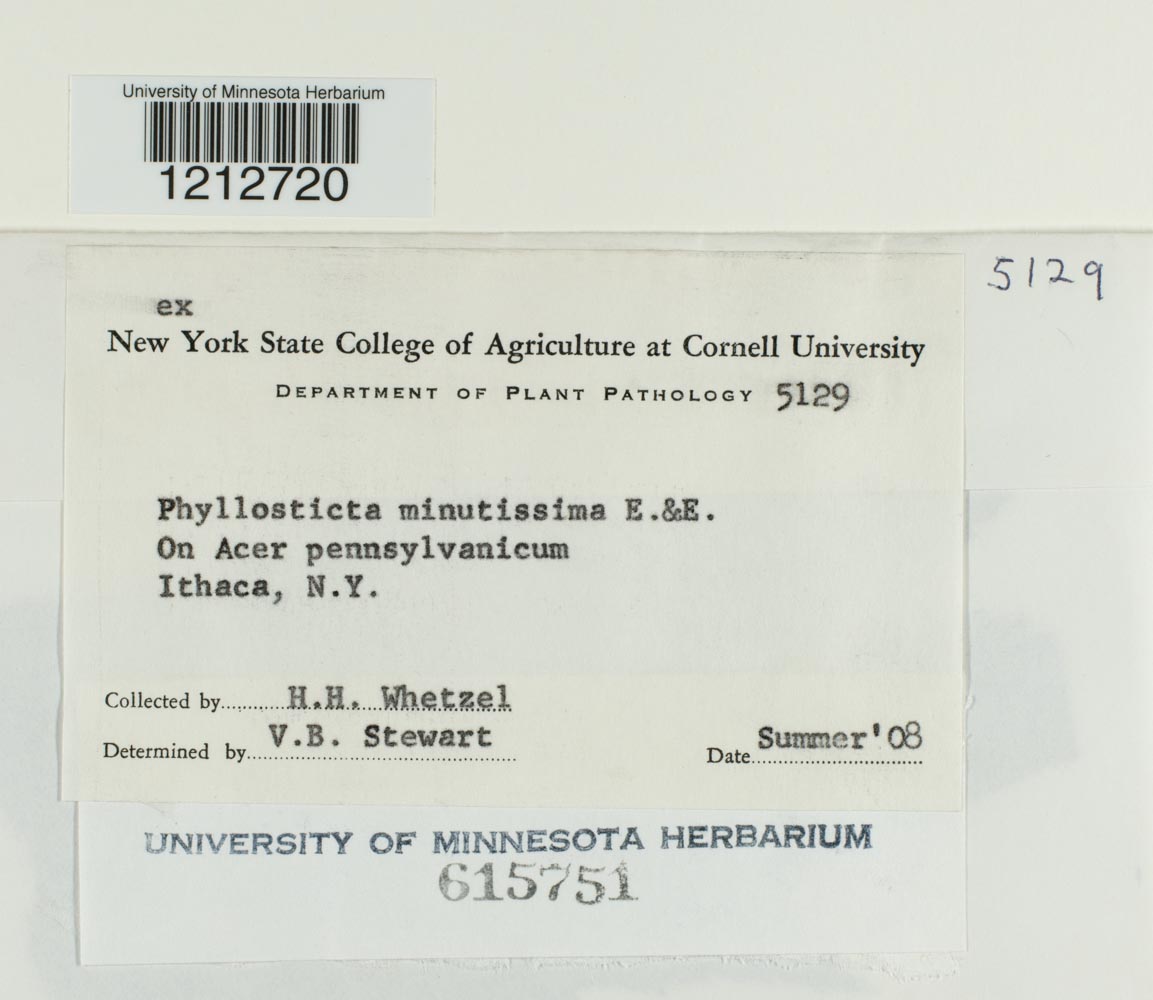 University of Minnesota Herbarium
1212720
5129
ex
New York State College of Agriculture at Cornell University
DEPARTMENT OF PLANT PATHOLOGY 5129
Phyllosticta minutissima E.&E.
On Acer pennsylvanicum
Ithaca, N.Y.
Collected by H.H. Whetzel
Determined by V.B. Stewart
Date Summer '08
UNIVERSITY OF MINNESOTA HERBARIUM
615751